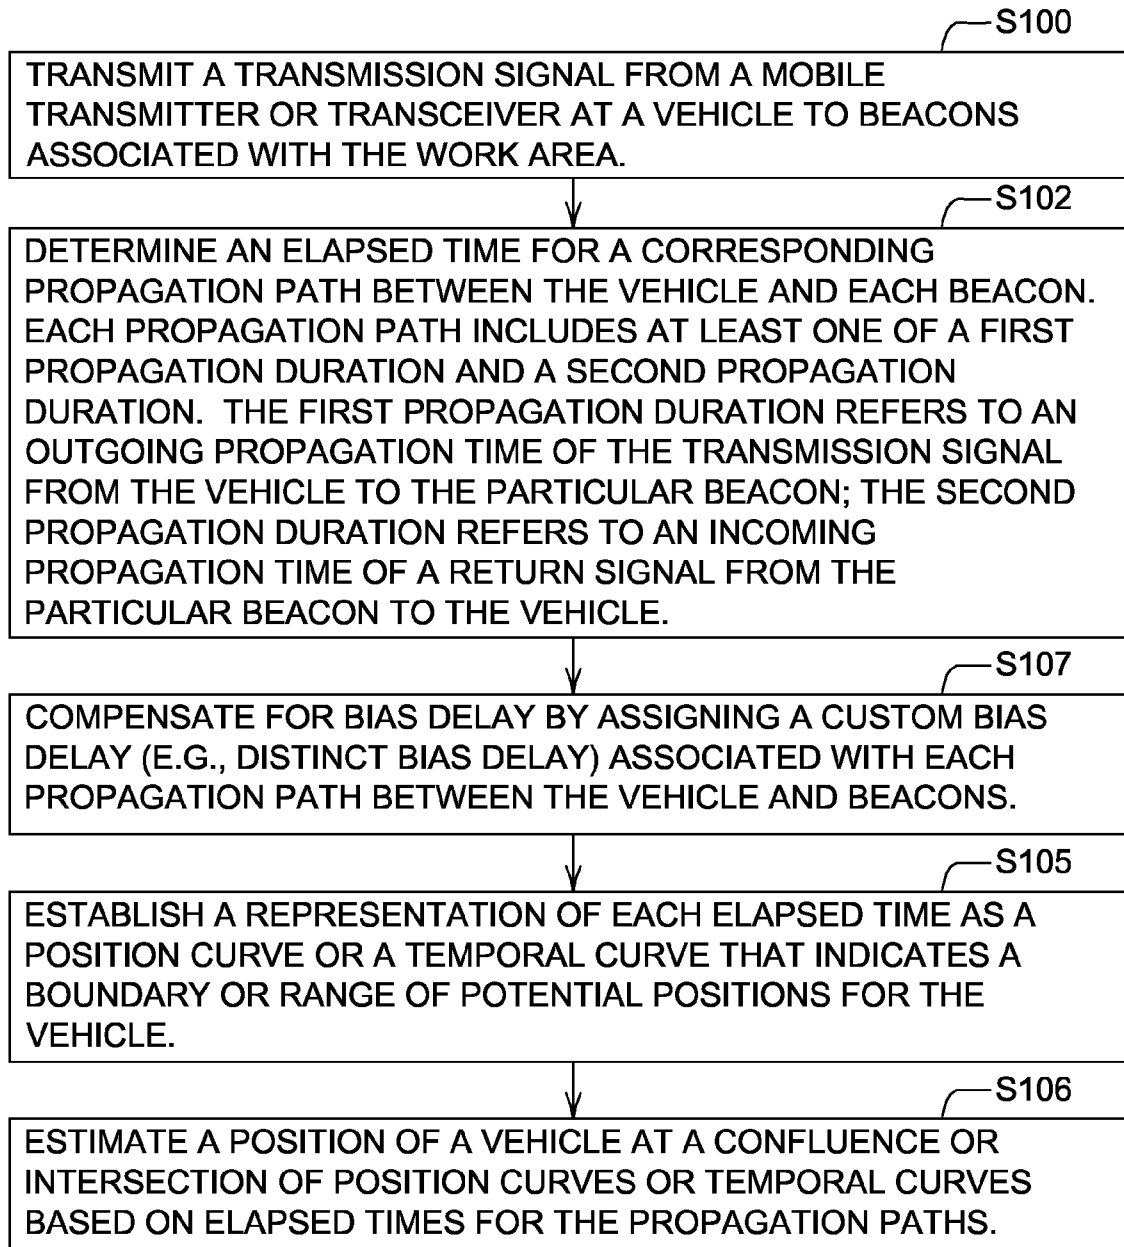 S100
TRANSMIT A TRANSMISSION SIGNAL FROM A MOBILE
TRANSMITTER OR TRANSCEIVER AT A VEHICLE TO BEACONS
ASSOCIATED WITH THE WORK AREA.
S102
DETERMINE AN ELAPSED TIME FOR A CORRESPONDING
PROPAGATION PATH BETWEEN THE VEHICLE AND EACH BEACON.
EACH PROPAGATION PATH INCLUDES AT LEAST ONE OF A FIRST
PROPAGATION DURATION AND A SECOND PROPAGATION
DURATION. THE FIRST PROPAGATION DURATION REFERS TO AN
OUTGOING PROPAGATION TIME OF THE TRANSMISSION SIGNAL
FROM THE VEHICLE TO THE PARTICULAR BEACON; THE SECOND
PROPAGATION DURATION REFERS TO AN INCOMING
PROPAGATION TIME OF A RETURN SIGNAL FROM THE
PARTICULAR BEACON TO THE VEHICLE.
S107
COMPENSATE FOR BIAS DELAY BY ASSIGNING A CUSTOM BIAS
DELAY (E.G., DISTINCT BIAS DELAY) ASSOCIATED WITH EACH
PROPAGATION PATH BETWEEN THE VEHICLE AND BEACONS.
S105
ESTABLISH A REPRESENTATION OF EACH ELAPSED TIME AS A
POSITION CURVE OR A TEMPORAL CURVE THAT INDICATES A
BOUNDARY OR RANGE OF POTENTIAL POSITIONS FOR THE
VEHICLE.
S106
ESTIMATE A POSITION OF A VEHICLE AT A CONFLUENCE OR
INTERSECTION OF POSITION CURVES OR TEMPORAL CURVES
BASED ON ELAPSED TIMES FOR THE PROPAGATION PATHS.